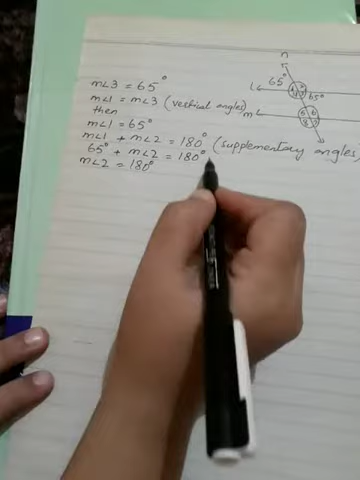 n
m∠3 = 65°
65°
l
65°
m∠1 = m∠3 (vertical angles)
then
m
m∠1 = 65°
m∠1 + m∠2 = 180° (supplementary angles)
65° + m∠2 = 180°
m∠2 = 180°